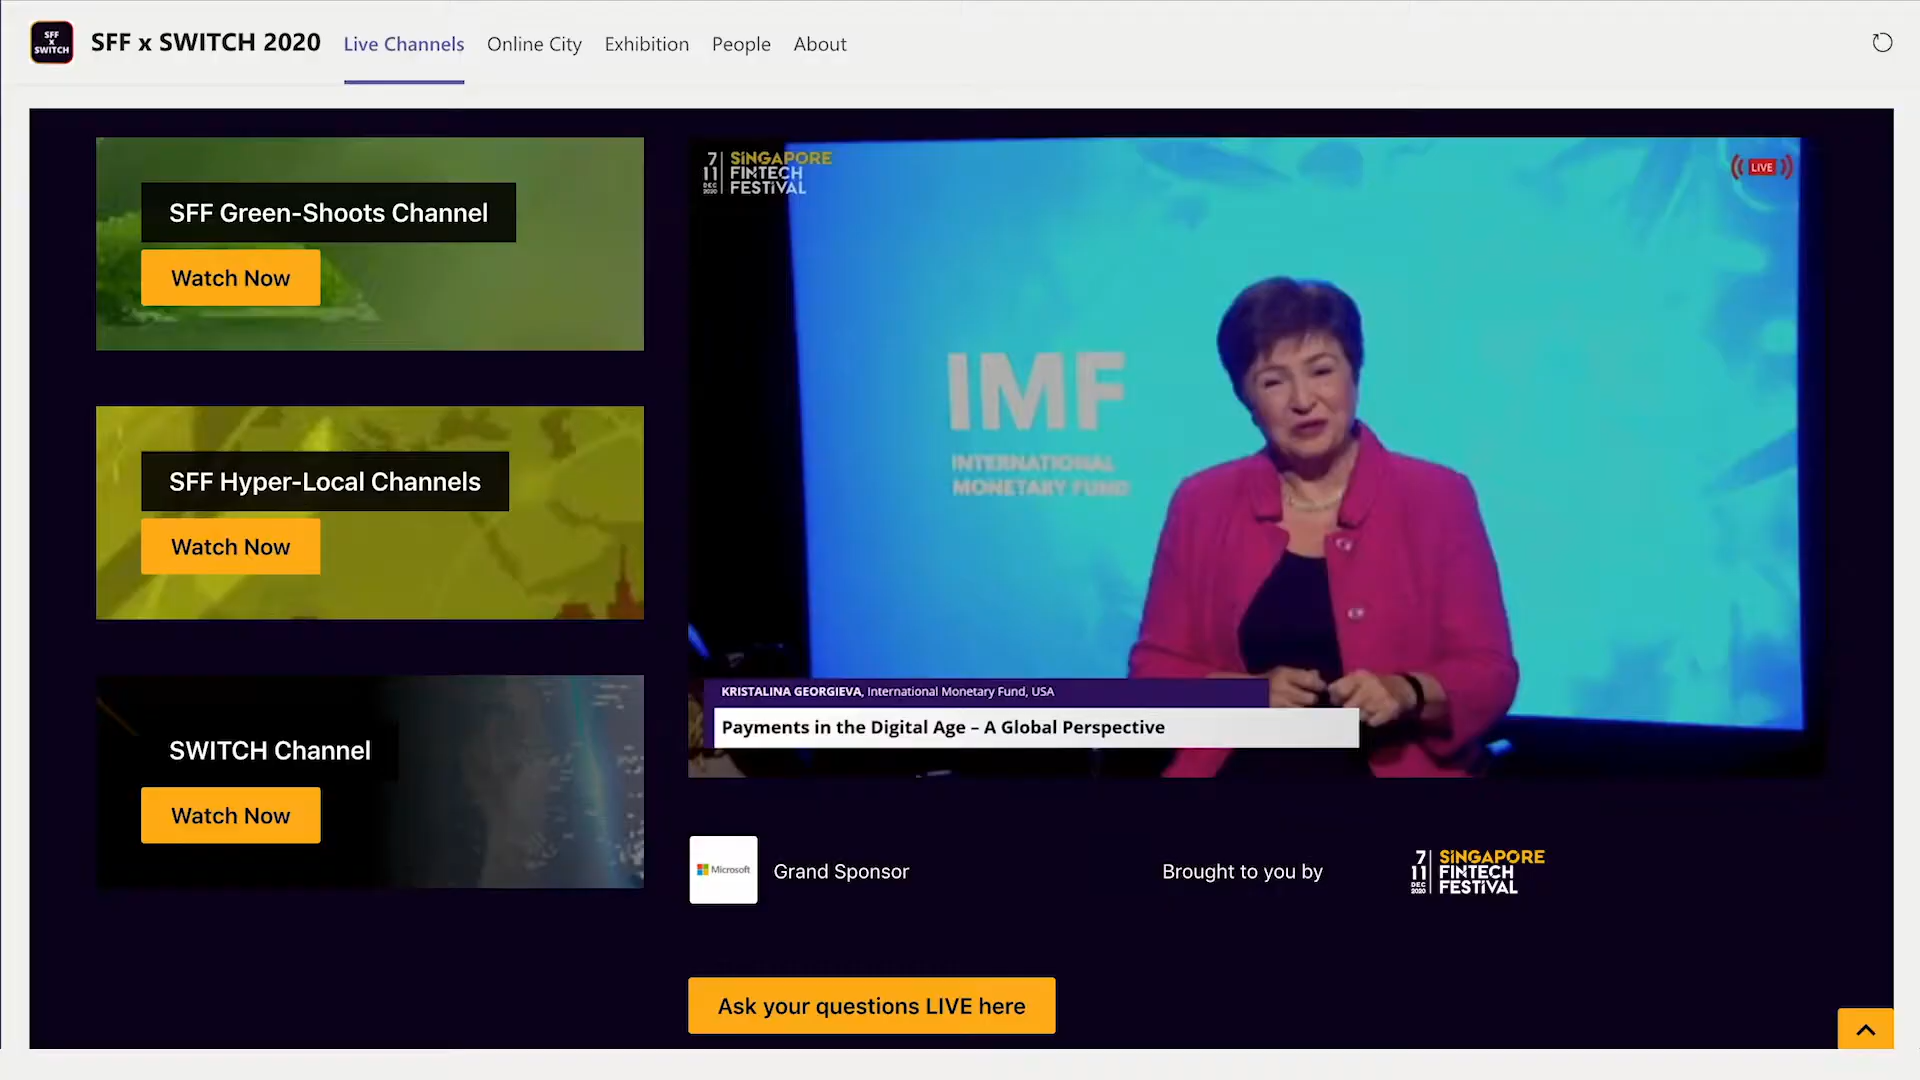 SFF
x
SWITCH
SFF x SWITCH 2020
Live Channels
Online City
Exhibition
People
About
SFF Green-Shoots Channel
Watch Now
SFF Hyper-Local Channels
Watch Now
SWITCH Channel
Watch Now
7
11
DEC
2020
SINGAPORE
FINTECH
FESTIVAL
LIVE
IMF
INTERNATIONAL
MONETARY FUND
KRISTALINA GEORGIEVA, International Monetary Fund, USA
Payments in the Digital Age – A Global Perspective
Microsoft
Grand Sponsor
Brought to you by
7
11
DEC
2020
SINGAPORE
FINTECH
FESTIVAL
Ask your questions LIVE here